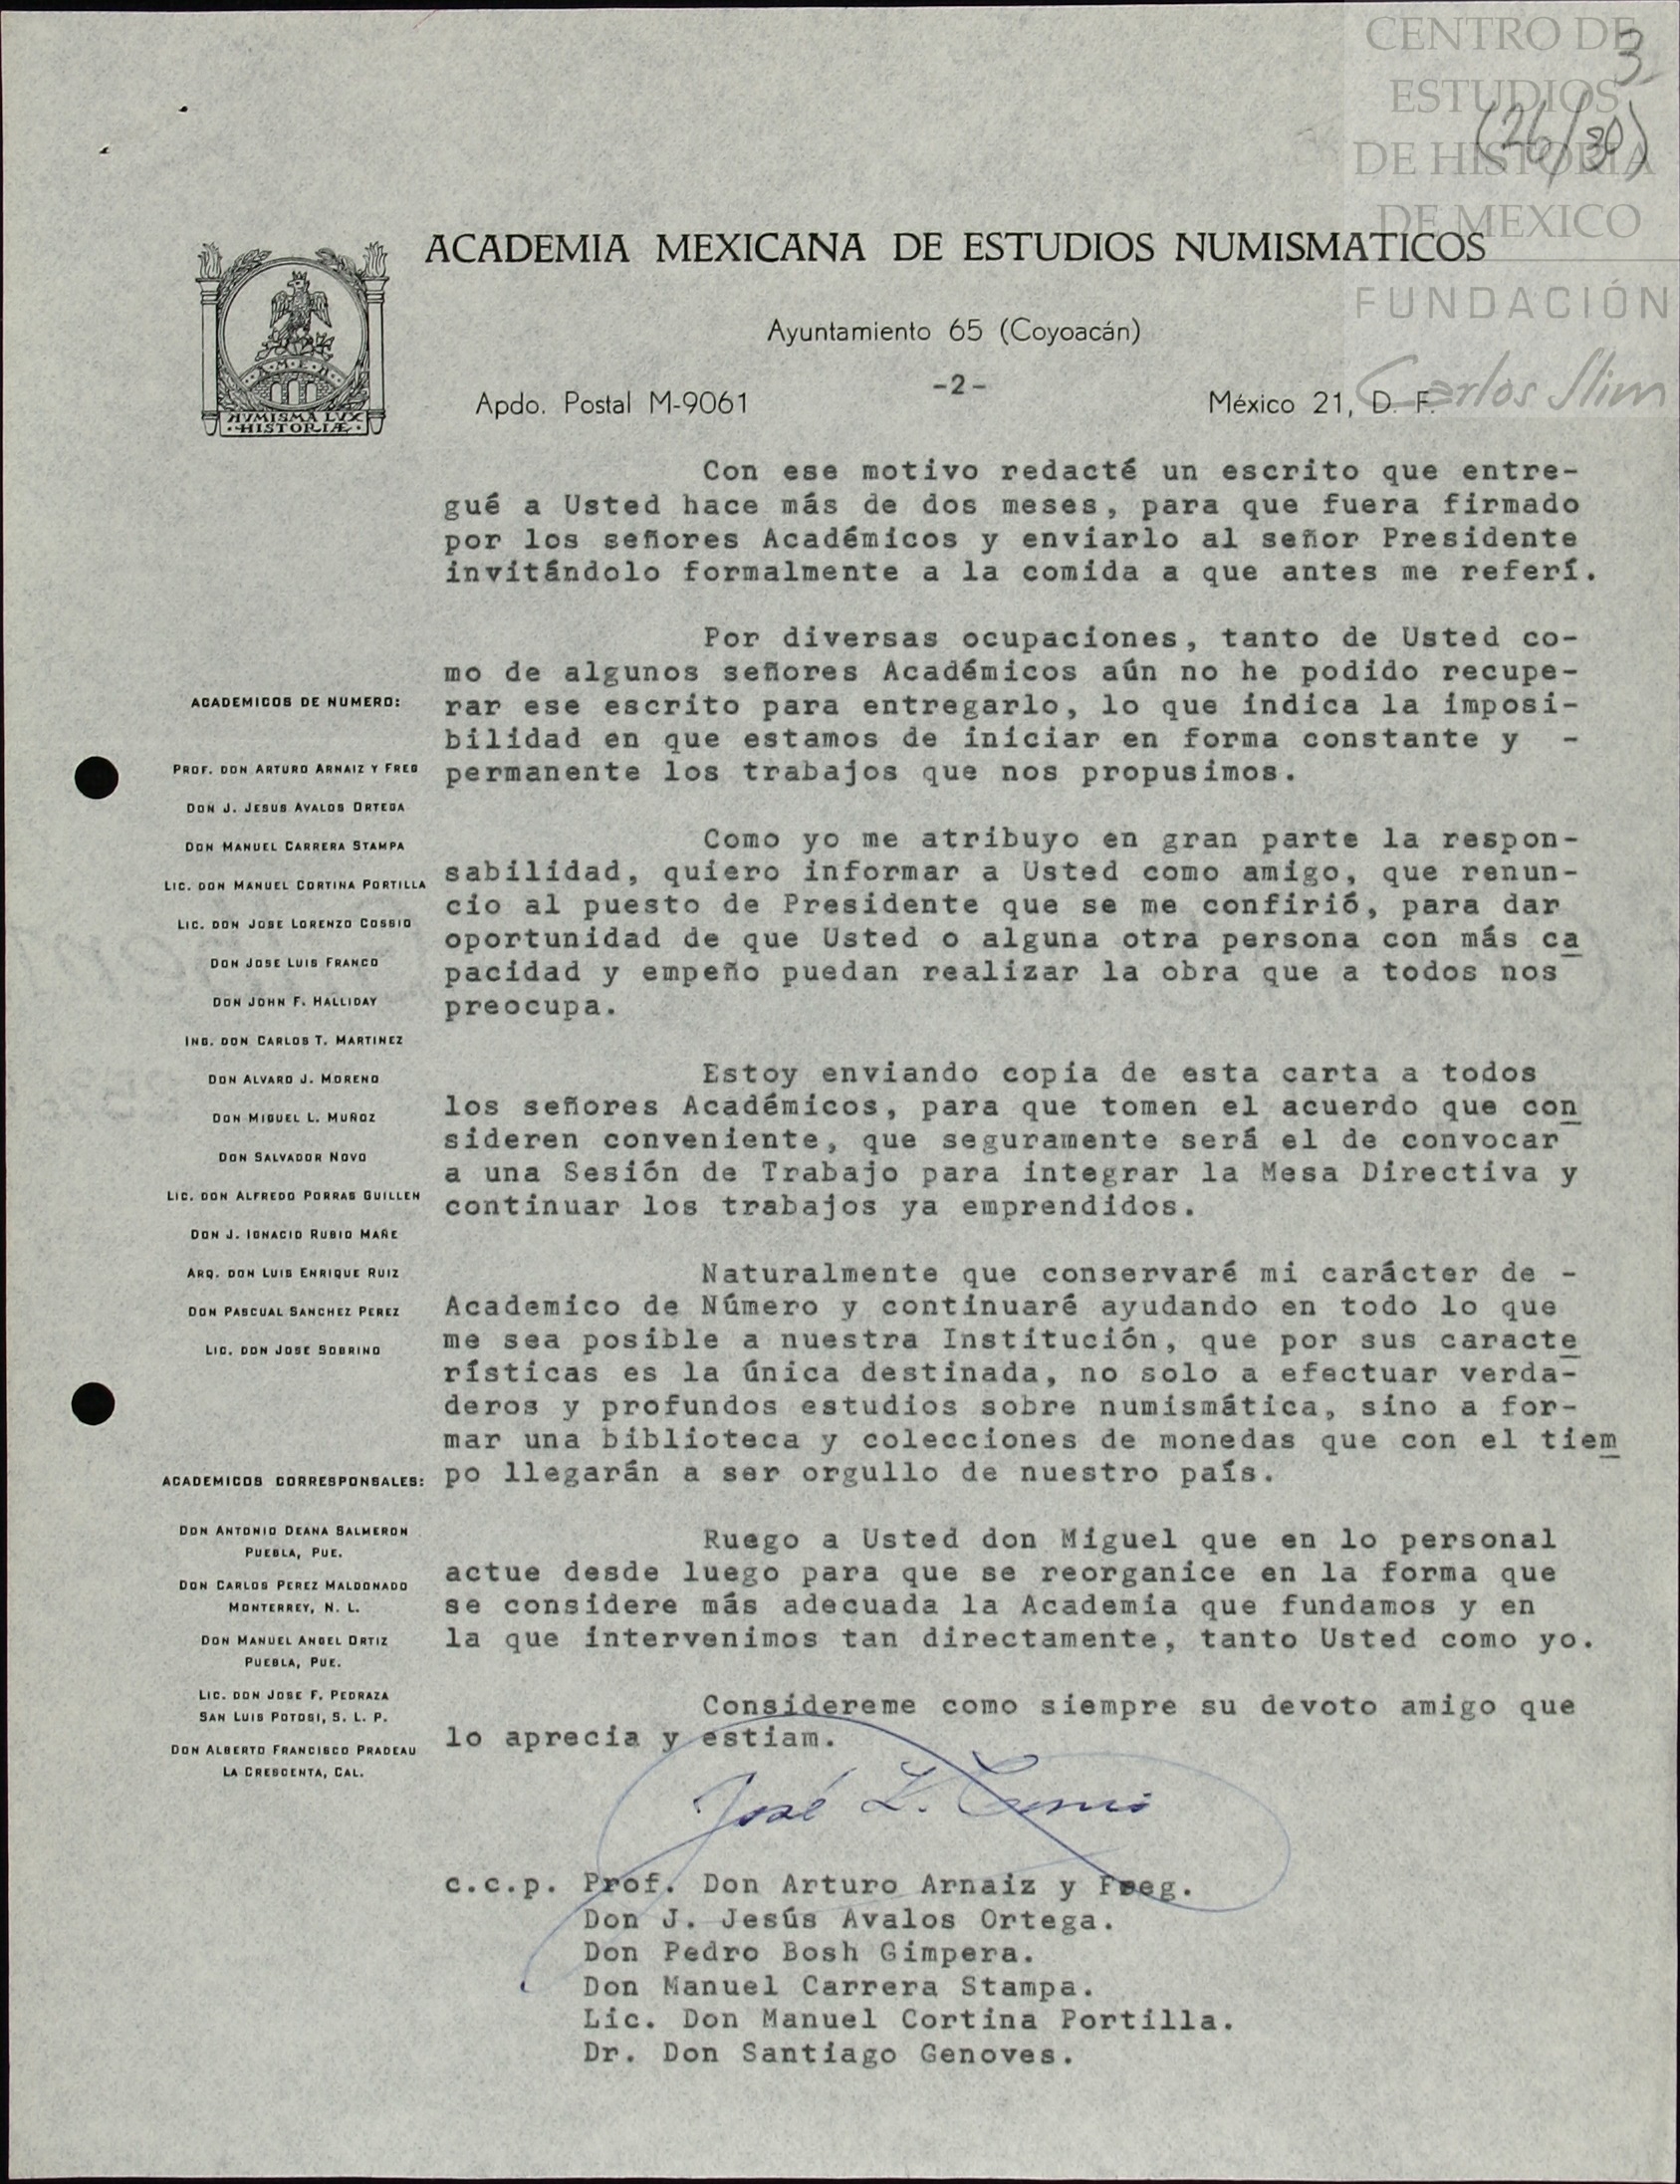 CENTRO DE
ESTUDIOS
DE HISTORIA
DE MEXICO
FUNDACIÓN
Carlos Slim
3
(26/30)
ACADEMIA MEXICANA DE ESTUDIOS NUMISMATICOS
Ayuntamiento 65 (Coyoacán)
-2-
Apdo. Postal M-9061
México 21, D. F.
A.M.E.N.
NUMISMA LUX
HISTORIÆ
Con ese motivo redacté un escrito que entre-
gué a Usted hace más de dos meses, para que fuera firmado
por los señores Académicos y enviarlo al señor Presidente
invitándolo formalmente a la comida a que antes me referí.
Por diversas ocupaciones, tanto de Usted co-
mo de algunos señores Académicos aún no he podido recupe-
rar ese escrito para entregarlo, lo que indica la imposi-
bilidad en que estamos de iniciar en forma constante y -
permanente los trabajos que nos propusimos.
Como yo me atribuyo en gran parte la respon-
sabilidad, quiero informar a Usted como amigo, que renun-
cio al puesto de Presidente que se me confirió, para dar
oportunidad de que Usted o alguna otra persona con más ca
pacidad y empeño puedan realizar la obra que a todos nos
preocupa.
Estoy enviando copia de esta carta a todos
los señores Académicos, para que tomen el acuerdo que con
sideren conveniente, que seguramente será el de convocar
a una Sesión de Trabajo para integrar la Mesa Directiva y
continuar los trabajos ya emprendidos.
Naturalmente que conservaré mi carácter de -
Academico de Número y continuaré ayudando en todo lo que
me sea posible a nuestra Institución, que por sus caracte
rísticas es la única destinada, no solo a efectuar verda-
deros y profundos estudios sobre numismática, sino a for-
mar una biblioteca y colecciones de monedas que con el tiem
po llegarán a ser orgullo de nuestro país.
Ruego a Usted don Miguel que en lo personal
actue desde luego para que se reorganice en la forma que
se considere más adecuada la Academia que fundamos y en
la que intervenimos tan directamente, tanto Usted como yo.
Considereme como siempre su devoto amigo que
lo aprecia y estiam.
José L. Cossio
c.c.p. Prof. Don Arturo Arnaiz y Freg.
Don J. Jesús Avalos Ortega.
Don Pedro Bosh Gimpera.
Don Manuel Carrera Stampa.
Lic. Don Manuel Cortina Portilla.
Dr. Don Santiago Genoves.
ACADEMICOS DE NUMERO:
PROF. DON ARTURO ARNAIZ Y FREG
DON J. JESUS AVALOS ORTEGA
DON MANUEL CARRERA STAMPA
LIC. DON MANUEL CORTINA PORTILLA
LIC. DON JOSE LORENZO COSSIO
DON JOSE LUIS FRANCO
DON JOHN F. HALLIDAY
ING. DON CARLOS T. MARTINEZ
DON ALVARO J. MORENO
DON MIGUEL L. MUÑOZ
DON SALVADOR NOVO
LIC. DON ALFREDO PORRAS GUILLEN
DON J. IGNACIO RUBIO MAÑE
ARQ. DON LUIS ENRIQUE RUIZ
DON PASCUAL SANCHEZ PEREZ
LIC. DON JOSE SOBRINO
ACADEMICOS CORRESPONSALES:
DON ANTONIO DEANA SALMERON
PUEBLA, PUE.
DON CARLOS PEREZ MALDONADO
MONTERREY, N. L.
DON MANUEL ANGEL ORTIZ
PUEBLA, PUE.
LIC. DON JOSE F. PEDRAZA
SAN LUIS POTOSI, S. L. P.
DON ALBERTO FRANCISCO PRADEAU
LA CRESCENTA, CAL.